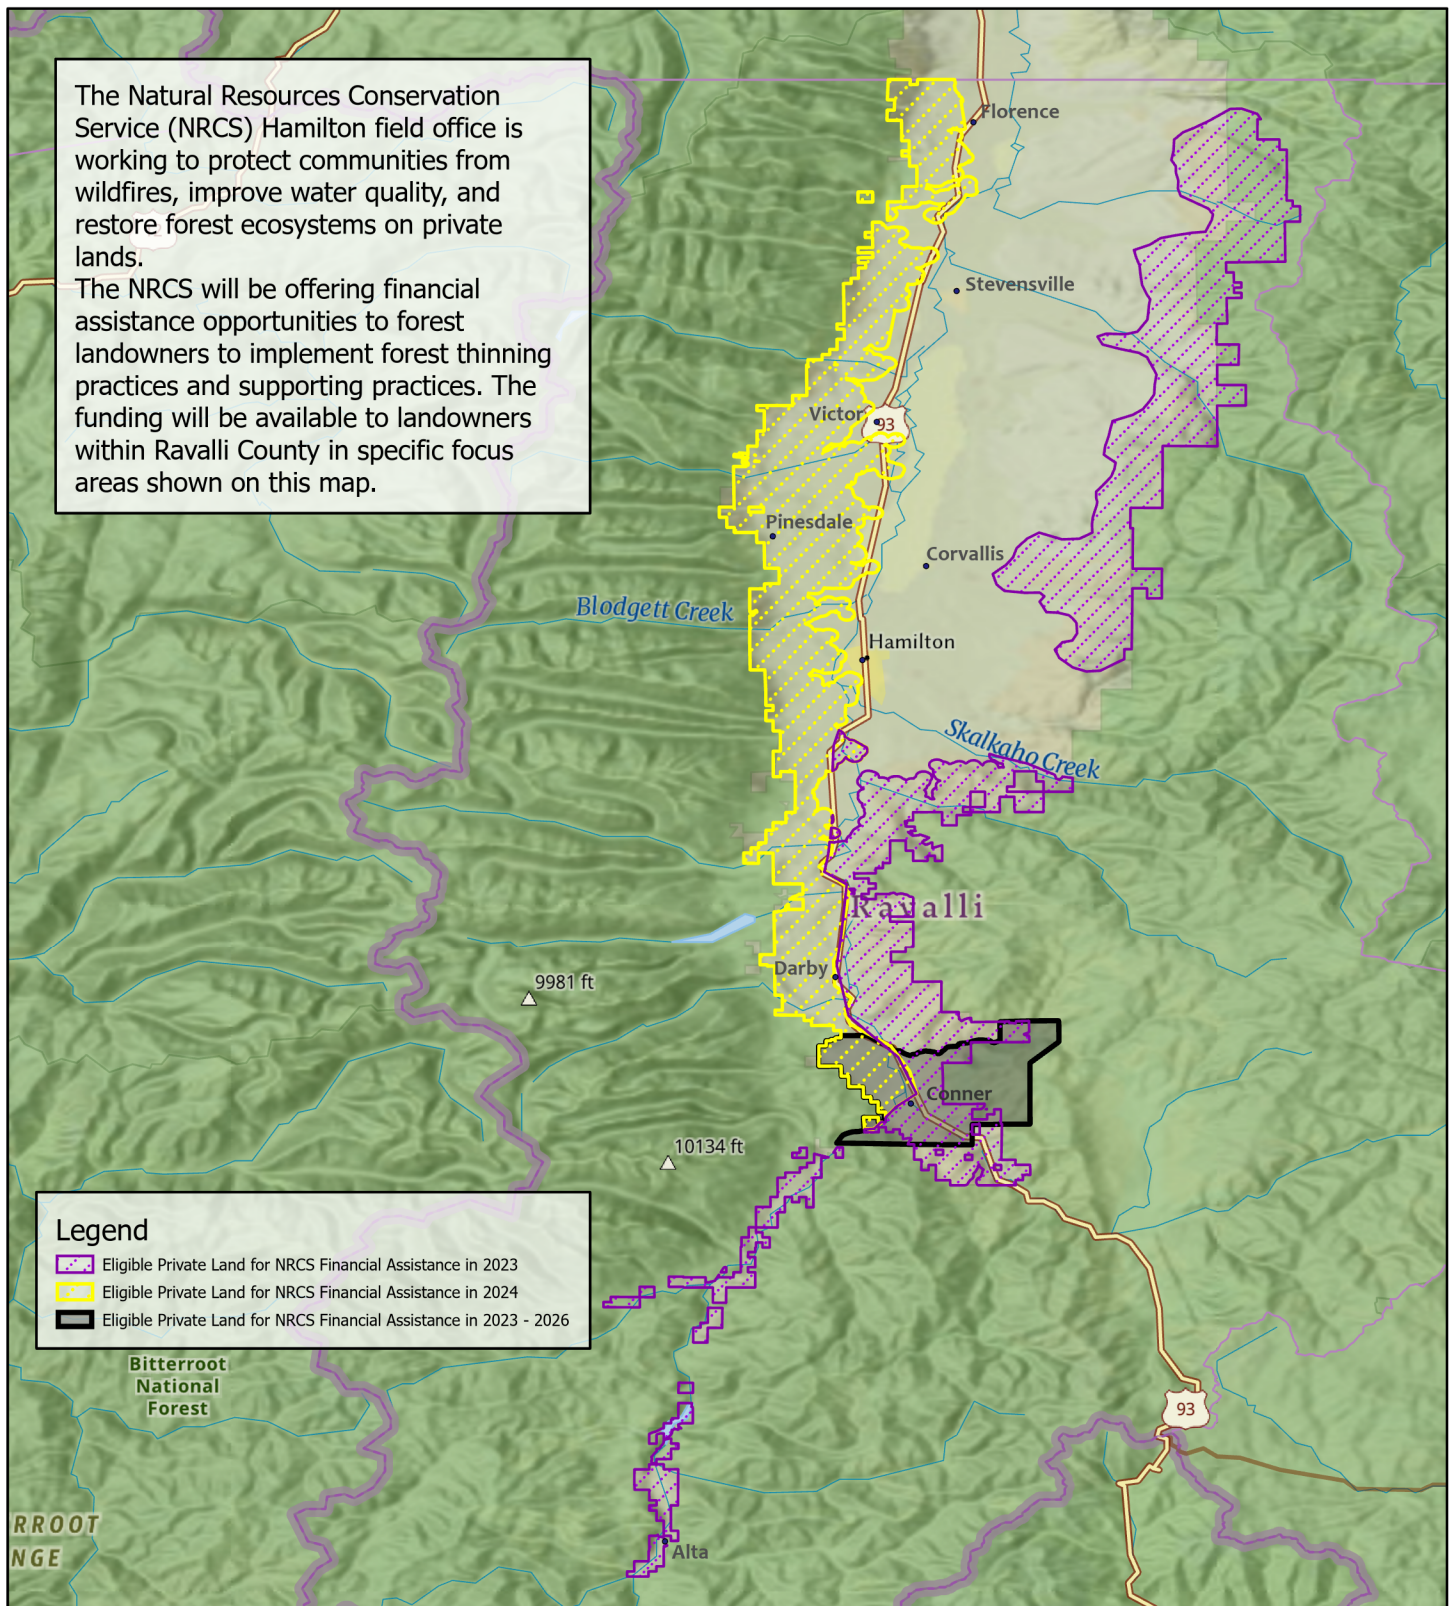 The Natural Resources Conservation
Service (NRCS) Hamilton field office is
working to protect communities from
wildfires, improve water quality, and
restore forest ecosystems on private
lands.
The NRCS will be offering financial
assistance opportunities to forest
landowners to implement forest thinning
practices and supporting practices. The
funding will be available to landowners
within Ravalli County in specific focus
areas shown on this map.
Florence
Stevensville
Victor
93
Pinesdale
Corvallis
Blodgett Creek
Hamilton
Skalkaho Creek
Ravalli
Darby
9981 ft
Conner
10134 ft
Legend
Eligible Private Land for NRCS Financial Assistance in 2023
Eligible Private Land for NRCS Financial Assistance in 2024
Eligible Private Land for NRCS Financial Assistance in 2023 - 2026
Bitterroot
National
Forest
93
RROOT
NGE
Alta